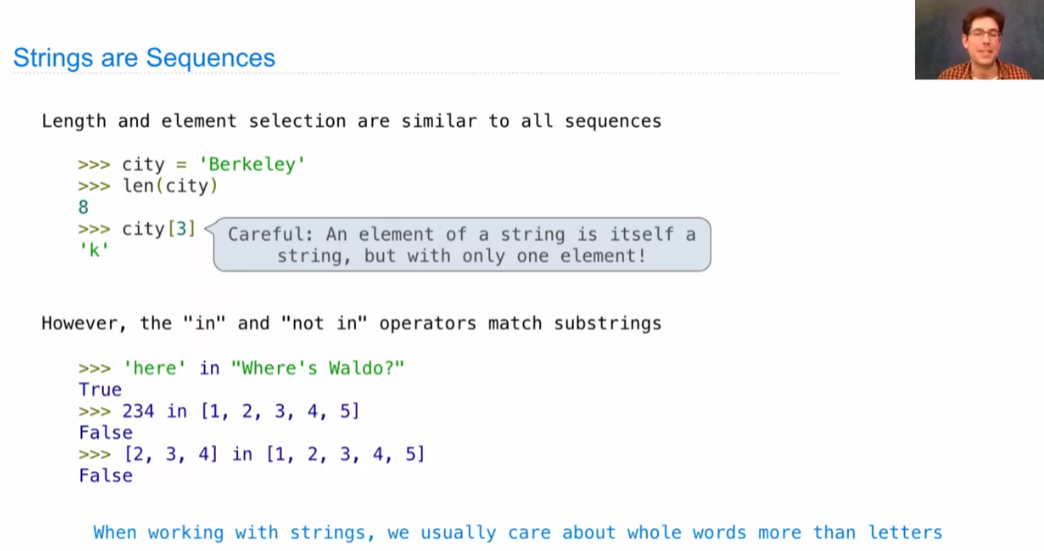 Strings are Sequences
Length and element selection are similar to all sequences
>>> city = 'Berkeley'
>>> len(city)
8
>>> city[3]
'k'
Careful: An element of a string is itself a
string, but with only one element!
However, the "in" and "not in" operators match substrings
>>> 'here' in "Where's Waldo?"
True
>>> 234 in [1, 2, 3, 4, 5]
False
>>> [2, 3, 4] in [1, 2, 3, 4, 5]
False
When working with strings, we usually care about whole words more than letters